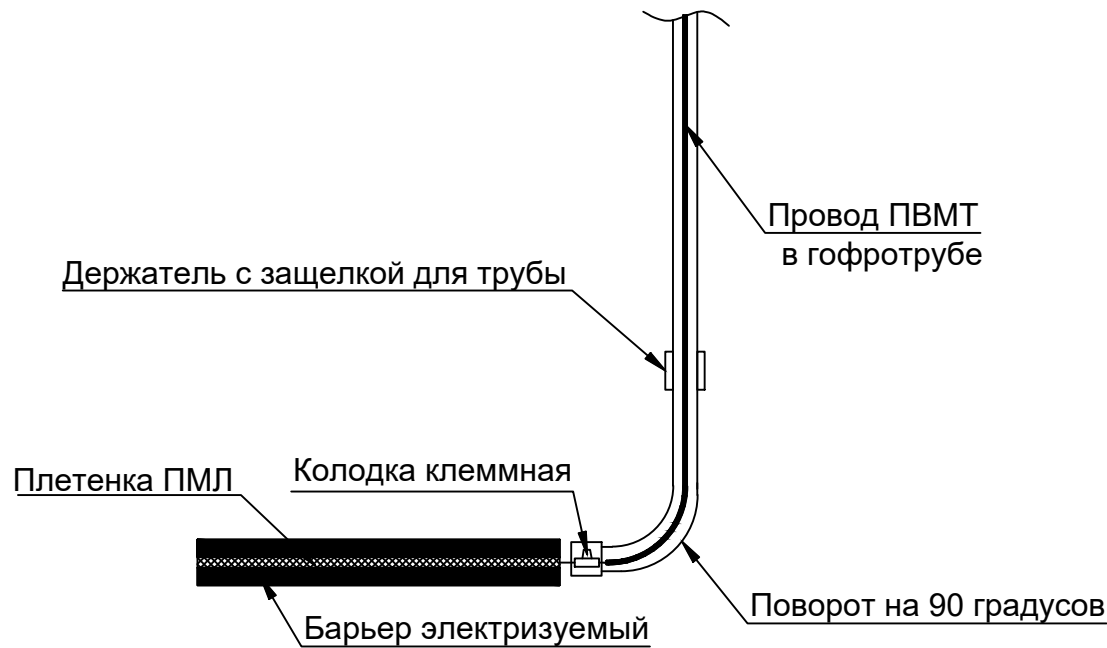 Провод ПВМТ
в гофротрубе
Держатель с защелкой для трубы
Плетенка ПМЛ
Колодка клеммная
Поворот на 90 градусов
Барьер электризуемый